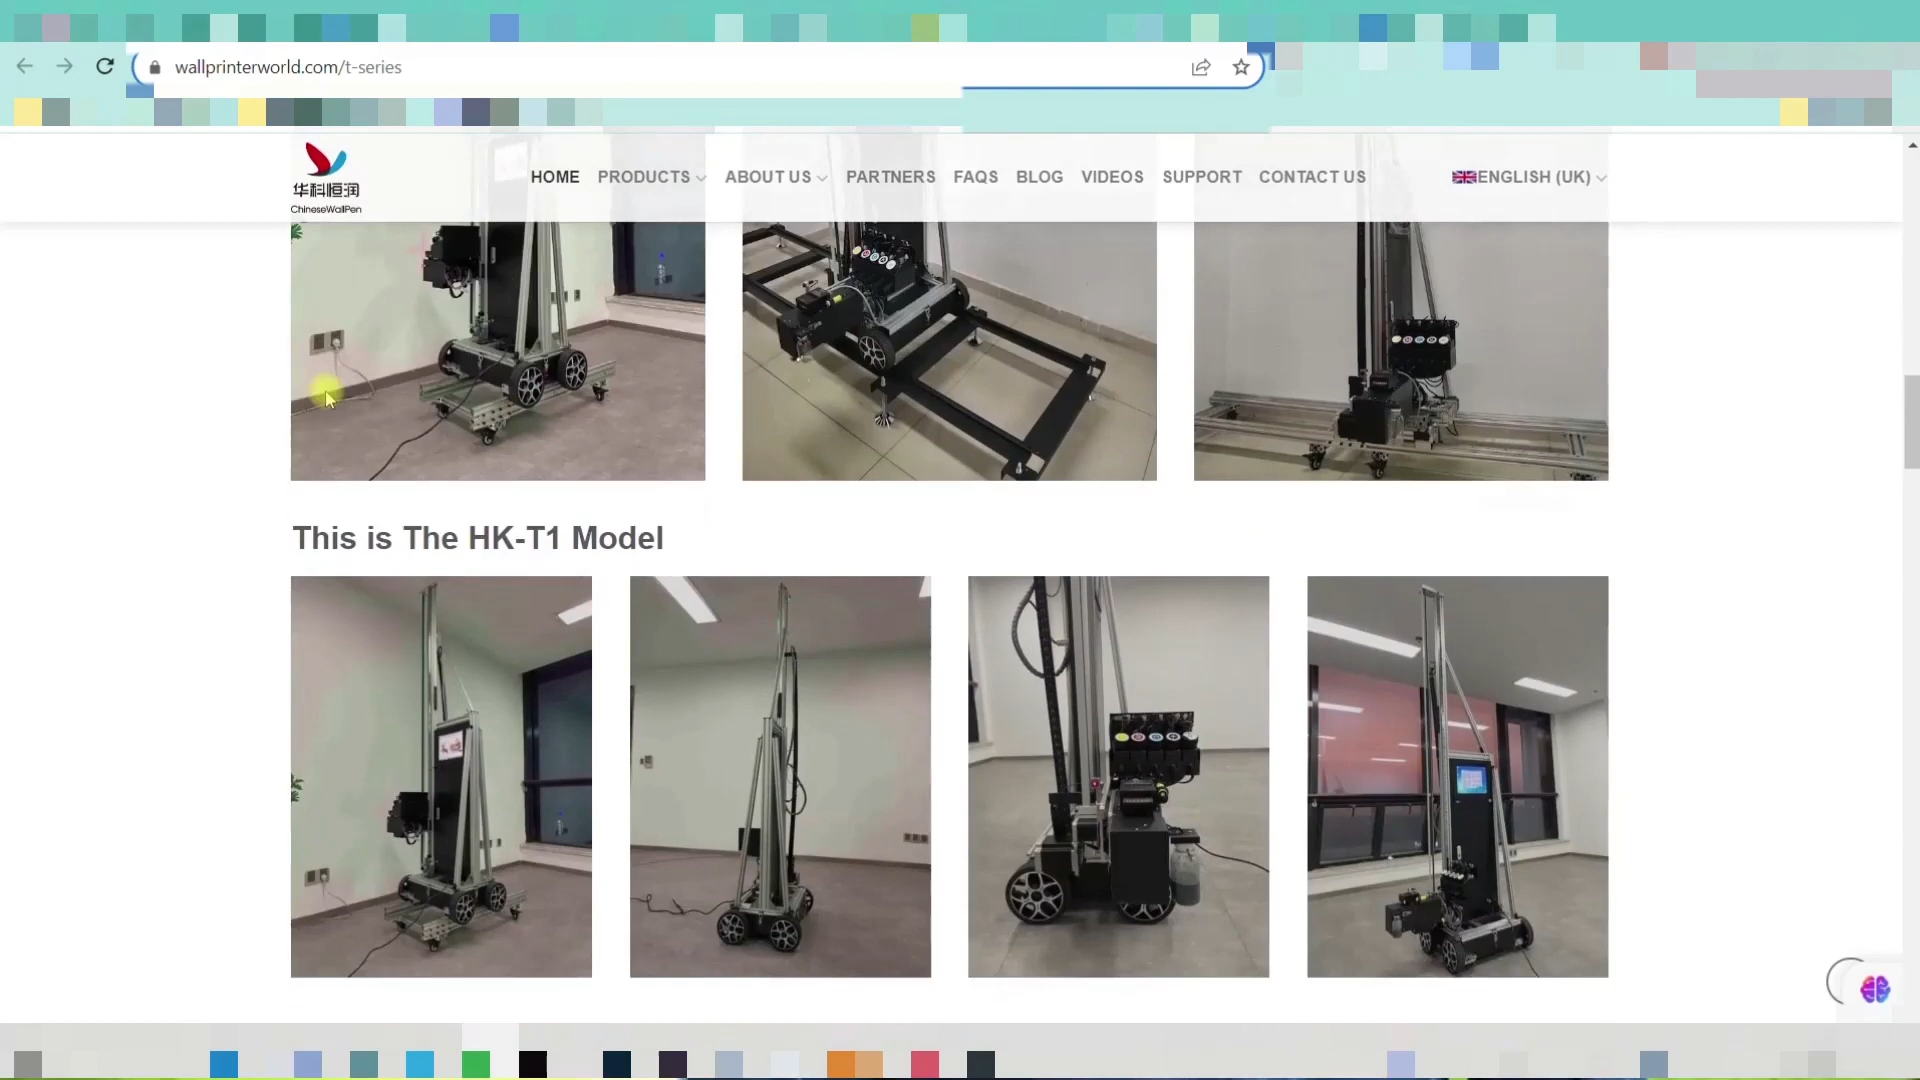 wallprinterworld.com/t-series
华科恒润
ChineseWallPen
HOME PRODUCTS ABOUT US PARTNERS FAQS BLOG VIDEOS SUPPORT CONTACT US ENGLISH (UK)
This is The HK-T1 Model